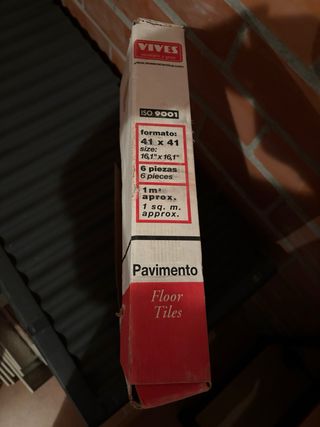 VIVES
ISO 9001
formato:
41 x 41
size:
16,1" x 16,1"
6 piezas
6 pieces
1 m²
aprox.
1 sq. m.
approx.
Pavimento
Floor
Tiles